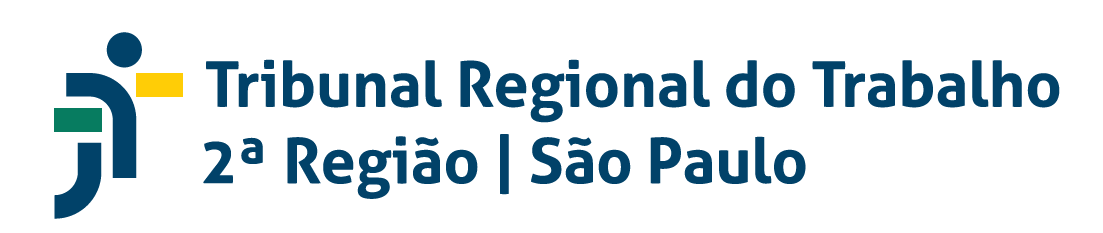 Tribunal Regional do Trabalho
2ª Região | São Paulo